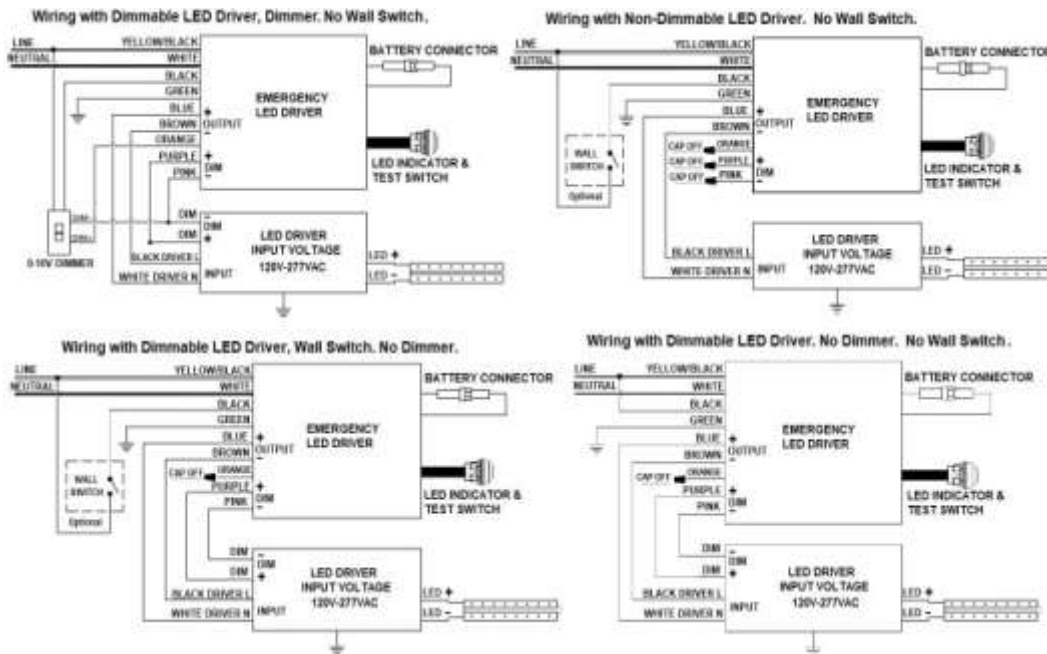 Wiring with Dimmable LED Driver, Dimmer. No Wall Switch.
LINE
YELLOW/BLACK
NEUTRAL
WHITE
BLACK
GREEN
BLUE
+
OUTPUT
BROWN
-
ORANGE
PURPLE
+
DIM
PINK
-
EMERGENCY
LED DRIVER
BATTERY CONNECTOR
LED INDICATOR &
TEST SWITCH
DIM
-
DIM
DIM
+
BLACK DRIVER L
WHITE DRIVER N
INPUT
0-10V DIMMER
LED DRIVER
INPUT VOLTAGE
120V-277VAC
LED +
LED -
Wiring with Non-Dimmable LED Driver. No Wall Switch.
LINE
YELLOW/BLACK
NEUTRAL
WHITE
BLACK
GREEN
BLUE
+
OUTPUT
BROWN
-
CAP OFF
ORANGE
CAP OFF
PURPLE
+
DIM
CAP OFF
PINK
-
WALL
SWITCH
Optional
EMERGENCY
LED DRIVER
BATTERY CONNECTOR
LED INDICATOR &
TEST SWITCH
BLACK DRIVER L
WHITE DRIVER N
INPUT
LED DRIVER
INPUT VOLTAGE
120V-277VAC
LED +
LED -
Wiring with Dimmable LED Driver, Wall Switch. No Dimmer.
LINE
YELLOW/BLACK
NEUTRAL
WHITE
BLACK
GREEN
BLUE
+
OUTPUT
BROWN
-
CAP OFF
ORANGE
PURPLE
+
DIM
PINK
-
WALL
SWITCH
Optional
EMERGENCY
LED DRIVER
BATTERY CONNECTOR
LED INDICATOR &
TEST SWITCH
DIM
-
DIM
+
BLACK DRIVER L
WHITE DRIVER N
INPUT
LED DRIVER
INPUT VOLTAGE
120V-277VAC
LED +
LED -
Wiring with Dimmable LED Driver. No Dimmer. No Wall Switch.
LINE
YELLOW/BLACK
NEUTRAL
WHITE
BLACK
GREEN
BLUE
+
OUTPUT
BROWN
-
CAP OFF
ORANGE
PURPLE
+
DIM
PINK
-
EMERGENCY
LED DRIVER
BATTERY CONNECTOR
LED INDICATOR &
TEST SWITCH
DIM
-
DIM
+
BLACK DRIVER L
WHITE DRIVER N
INPUT
LED DRIVER
INPUT VOLTAGE
120V-277VAC
LED +
LED -